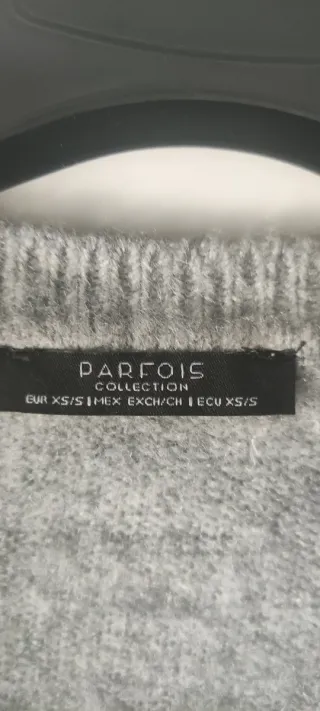 PARFOIS
COLLECTION
EUR XS/S | MEX EXCH/CH | ECU XS/S